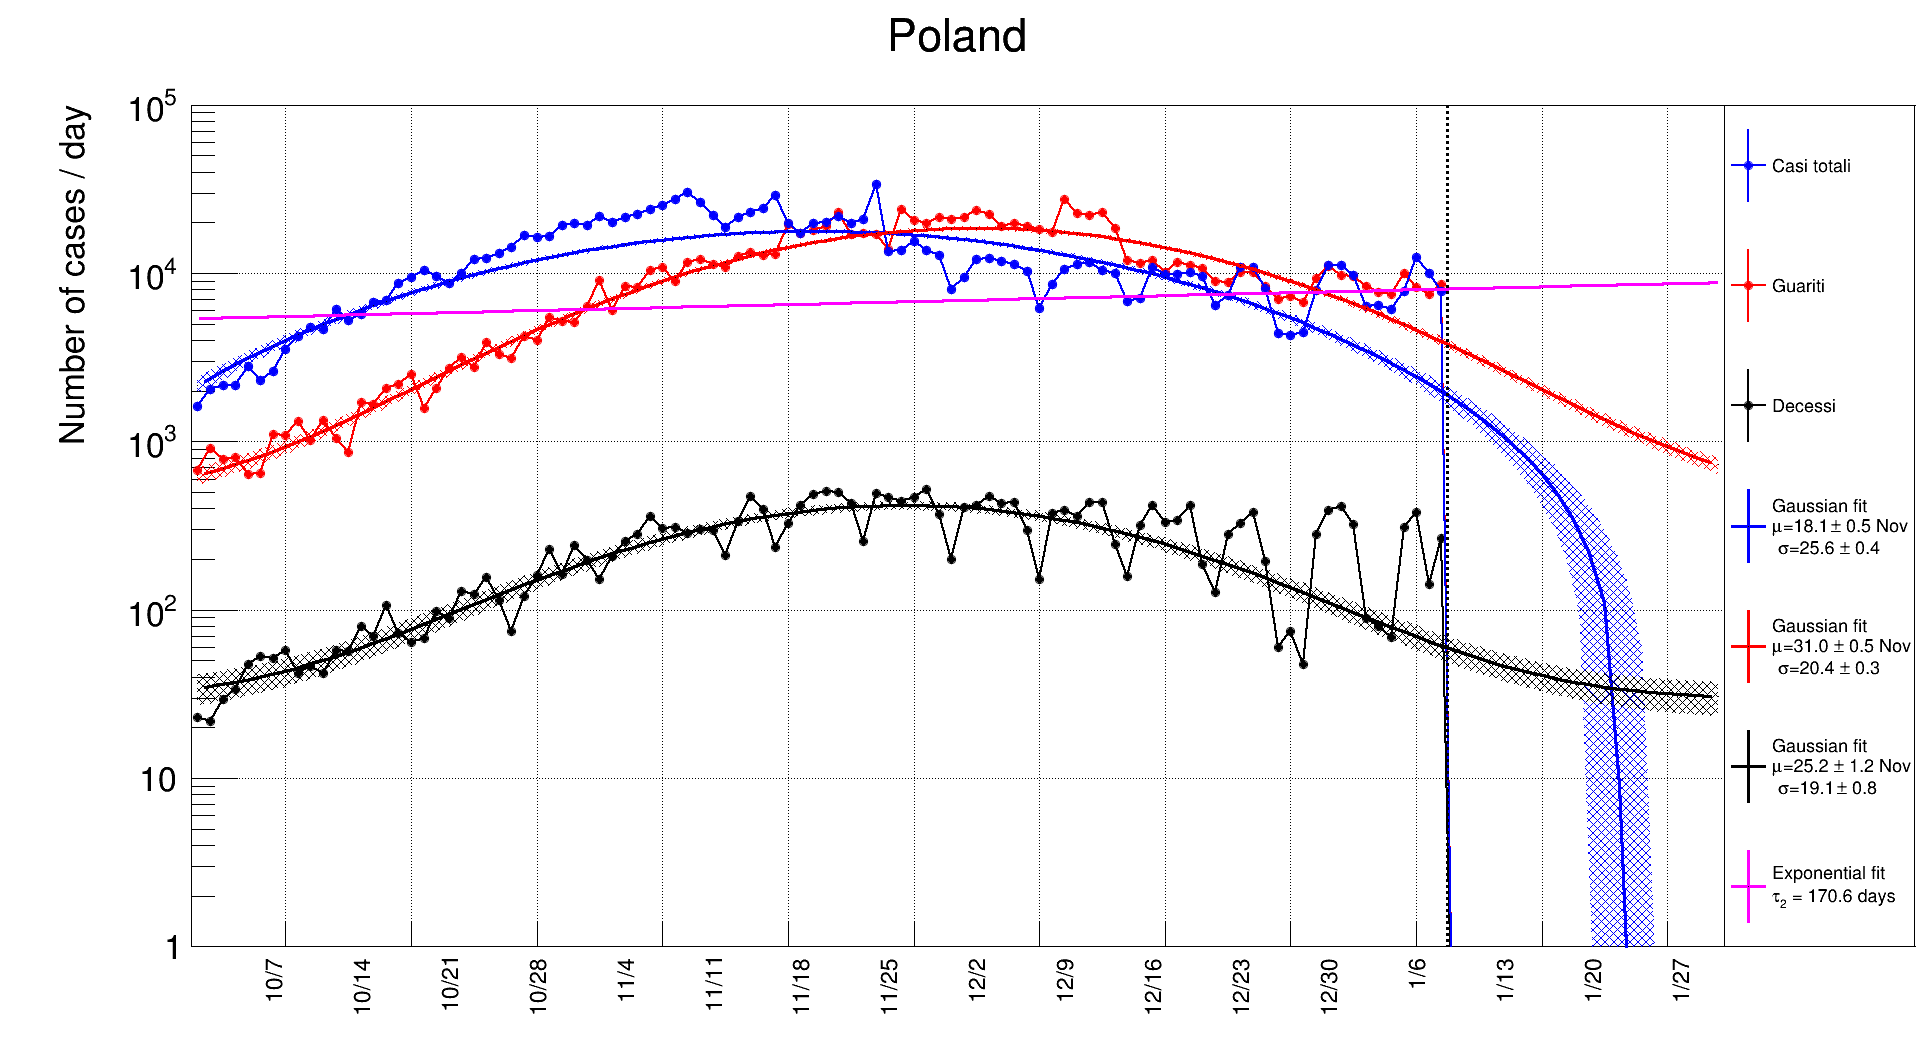 Poland
Number of cases / day
10^5
10^4
10^3
10^2
10
1
10/7
10/14
10/21
10/28
11/4
11/11
11/18
11/25
12/2
12/9
12/16
12/23
12/30
1/6
1/13
1/20
1/27
Casi totali
Guariti
Decessi
Gaussian fit
μ=18.1 ± 0.5 Nov
σ=25.6 ± 0.4
Gaussian fit
μ=31.0 ± 0.5 Nov
σ=20.4 ± 0.3
Gaussian fit
μ=25.2 ± 1.2 Nov
σ=19.1 ± 0.8
Exponential fit
τ₂ = 170.6 days